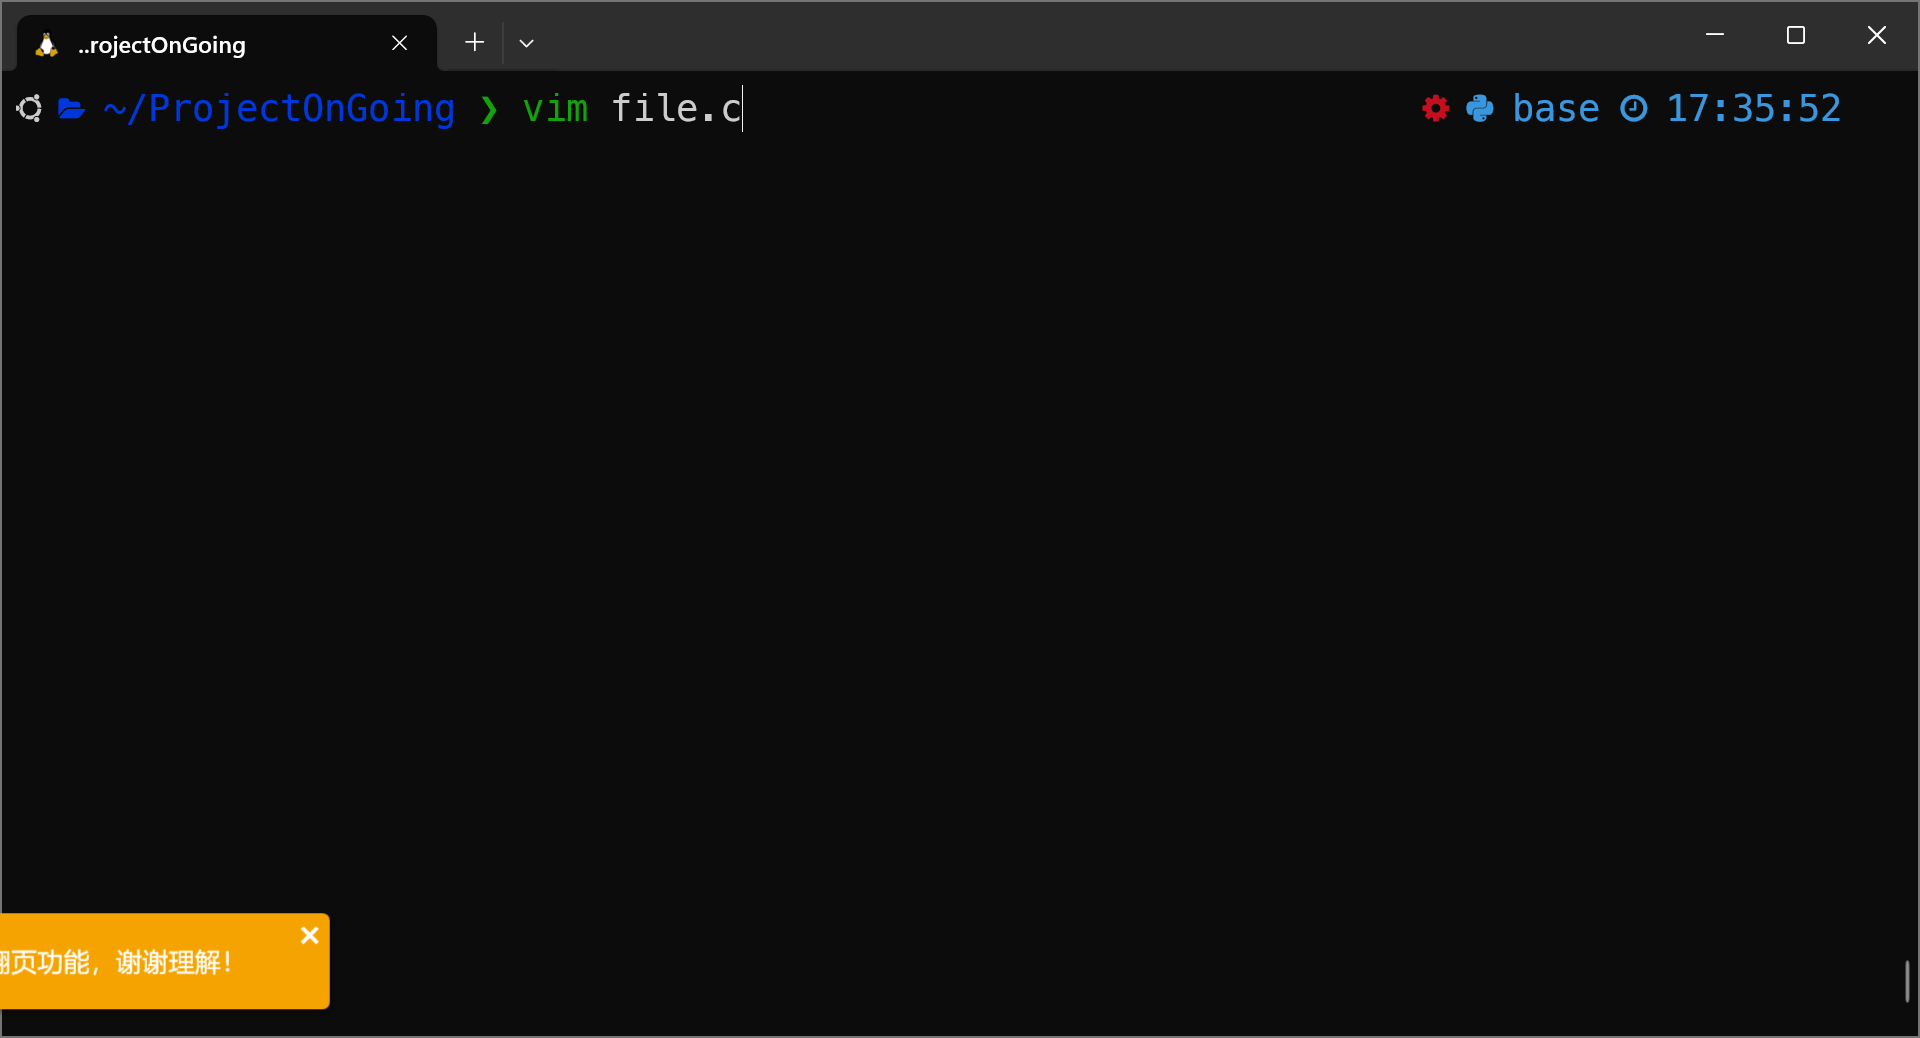 ..rojectOnGoing
~/ProjectOnGoing ❯ vim file.c
base 17:35:52
页功能，谢谢理解！